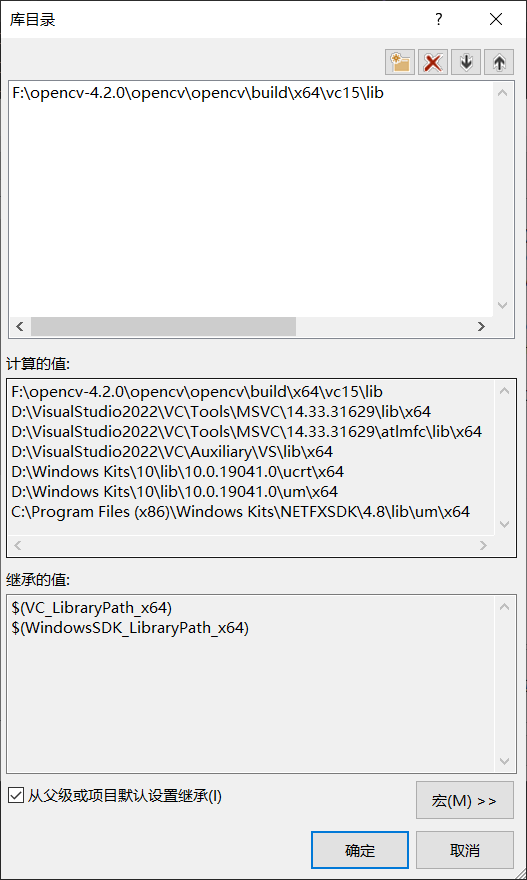 库目录
F:\opencv-4.2.0\opencv\opencv\build\x64\vc15\lib
计算的值:
F:\opencv-4.2.0\opencv\opencv\build\x64\vc15\lib
D:\VisualStudio2022\VC\Tools\MSVC\14.33.31629\lib\x64
D:\VisualStudio2022\VC\Tools\MSVC\14.33.31629\atlmfc\lib\x64
D:\VisualStudio2022\VC\Auxiliary\VS\lib\x64
D:\Windows Kits\10\lib\10.0.19041.0\ucrt\x64
D:\Windows Kits\10\lib\10.0.19041.0\um\x64
C:\Program Files (x86)\Windows Kits\NETFXSDK\4.8\lib\um\x64
继承的值:
$(VC_LibraryPath_x64)
$(WindowsSDK_LibraryPath_x64)
从父级或项目默认设置继承(I)
宏(M) >>
确定
取消